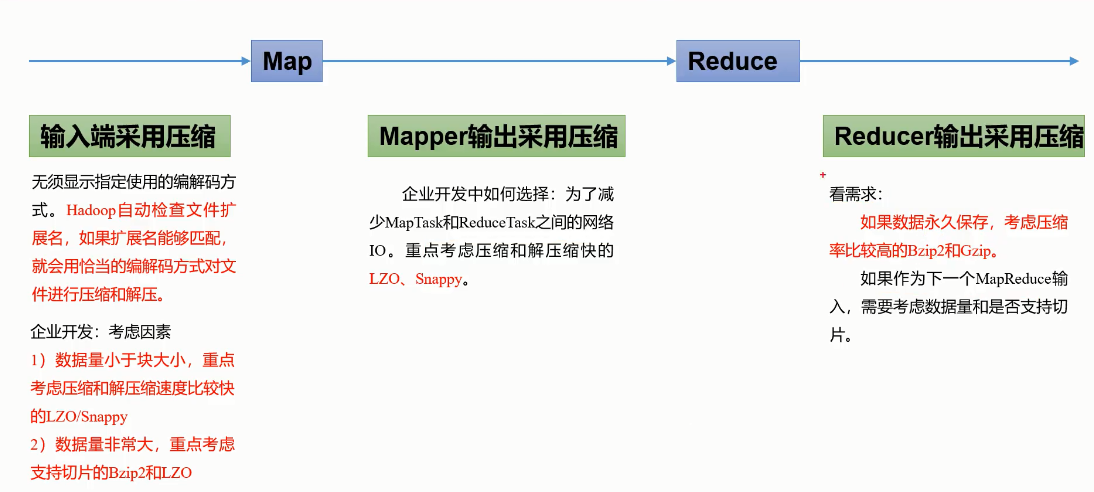 Map
Reduce
输入端采用压缩
无须显示指定使用的编解码方
式。Hadoop自动检查文件扩
展名，如果扩展名能够匹配，
就会用恰当的编解码方式对文
件进行压缩和解压。
企业开发：考虑因素
1）数据量小于块大小，重点
考虑压缩和解压缩速度比较快
的LZO/Snappy
2）数据量非常大，重点考虑
支持切片的Bzip2和LZO
Mapper输出采用压缩
企业开发中如何选择：为了减
少MapTask和ReduceTask之间的网络
IO。重点考虑压缩和解压缩快的
LZO、Snappy。
Reducer输出采用压缩
看需求：
如果数据永久保存，考虑压缩
率比较高的Bzip2和Gzip。
如果作为下一个MapReduce输
入，需要考虑数据量和是否支持切
片。